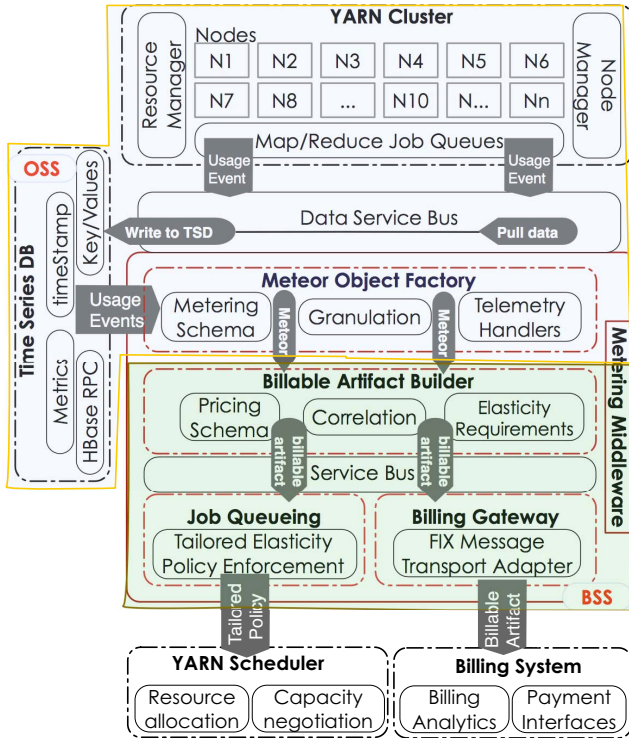 YARN Cluster
Resource
Manager
Nodes
N1 N2 N3 N4 N5 N6
N7 N8 ... N10 N... Nn
Node
Manager
Map/Reduce Job Queues
Usage
Event
Usage
Event
OSS
Time Series DB
timeStamp
Key/Values
Metrics
HBase RPC
Data Service Bus
Write to TSD
Pull data
Usage
Events
Meteor Object Factory
Metering
Schema
Meteor
Granulation
Meteor
Telemetry
Handlers
Metering Middleware
Billable Artifact Builder
Pricing
Schema
Correlation
Elasticity
Requirements
billable
artifact
billable
artifact
Service Bus
Job Queueing
Tailored Elasticity
Policy Enforcement
Billing Gateway
FIX Message
Transport Adapter
BSS
Tailored
Policy
Billable
Artifact
YARN Scheduler
Resource
allocation
Capacity
negotiation
Billing System
Billing
Analytics
Payment
Interfaces